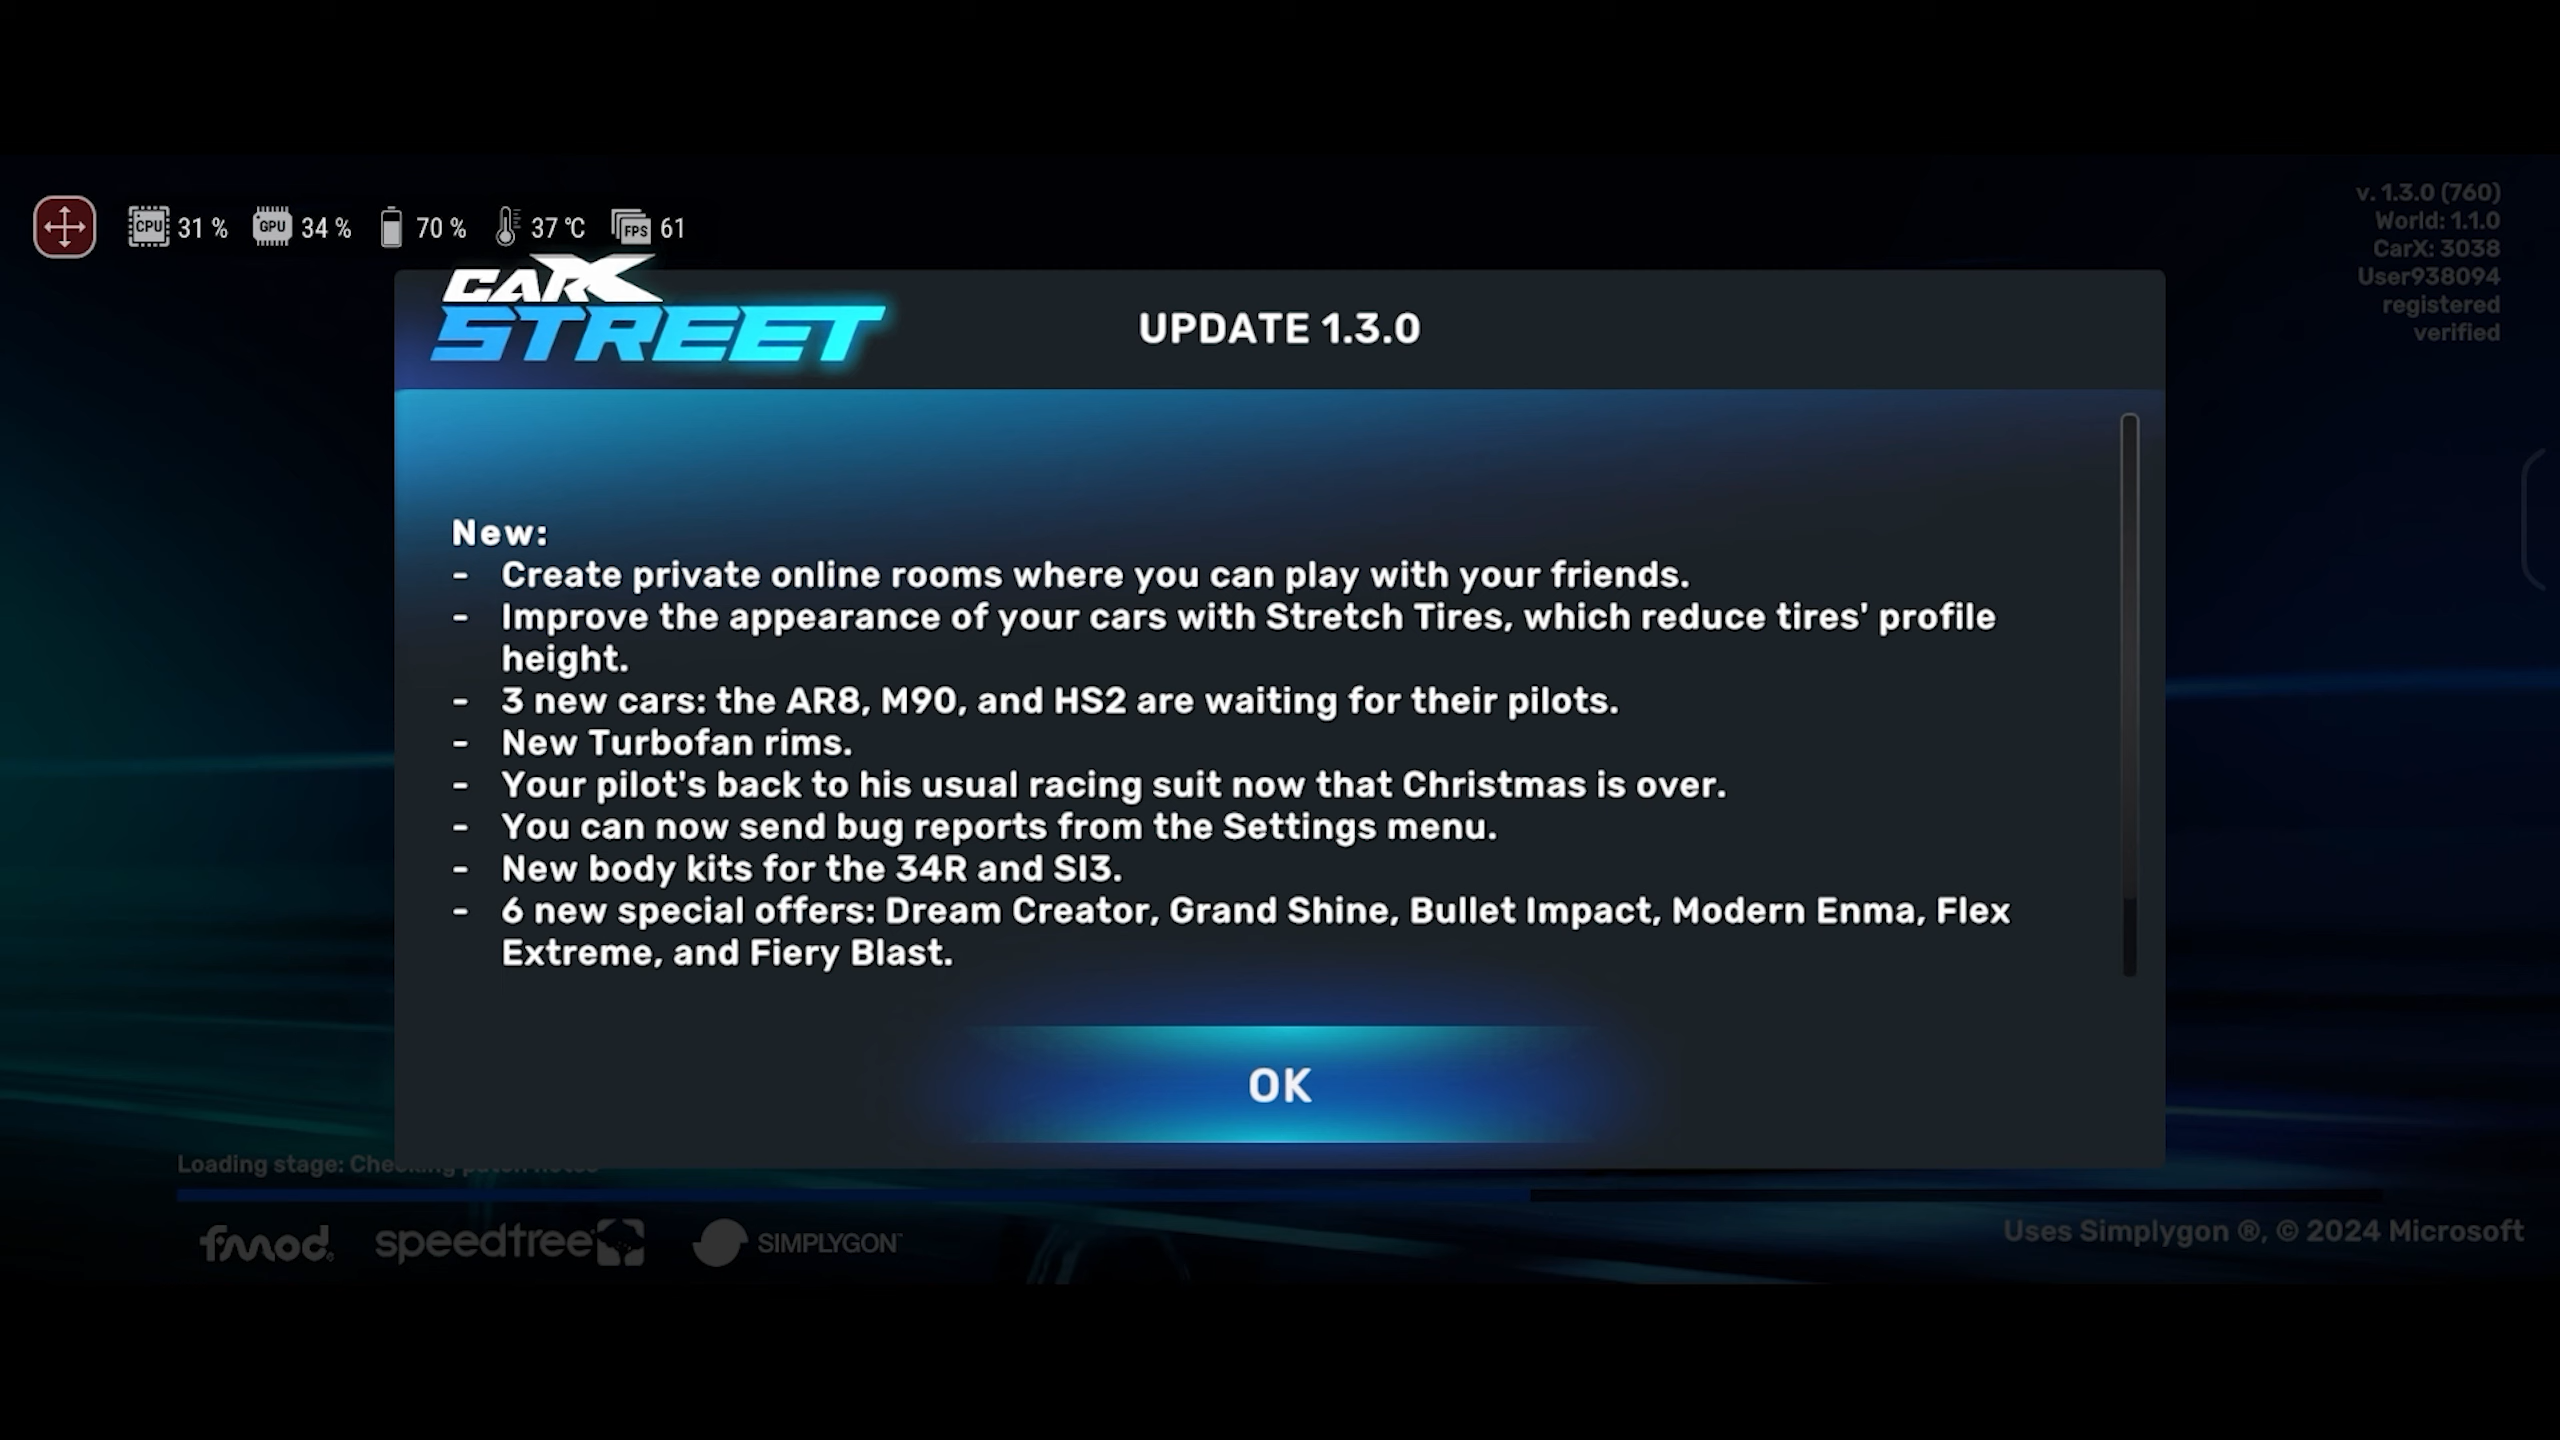 CPU 31 % GPU 34 % 70 % 37 °C FPS 61
v. 1.3.0 (760)
World: 1.1.0
CarX: 3038
User938094
registered
verified
CARX
STREET
UPDATE 1.3.0
New:
- Create private online rooms where you can play with your friends.
- Improve the appearance of your cars with Stretch Tires, which reduce tires' profile
height.
- 3 new cars: the AR8, M90, and HS2 are waiting for their pilots.
- New Turbofan rims.
- Your pilot's back to his usual racing suit now that Christmas is over.
- You can now send bug reports from the Settings menu.
- New body kits for the 34R and SI3.
- 6 new special offers: Dream Creator, Grand Shine, Bullet Impact, Modern Enma, Flex
Extreme, and Fiery Blast.
OK
Loading stage: Checking patch notes
fmod speedtree SIMPLYGON™
Uses Simplygon ®, © 2024 Microsoft